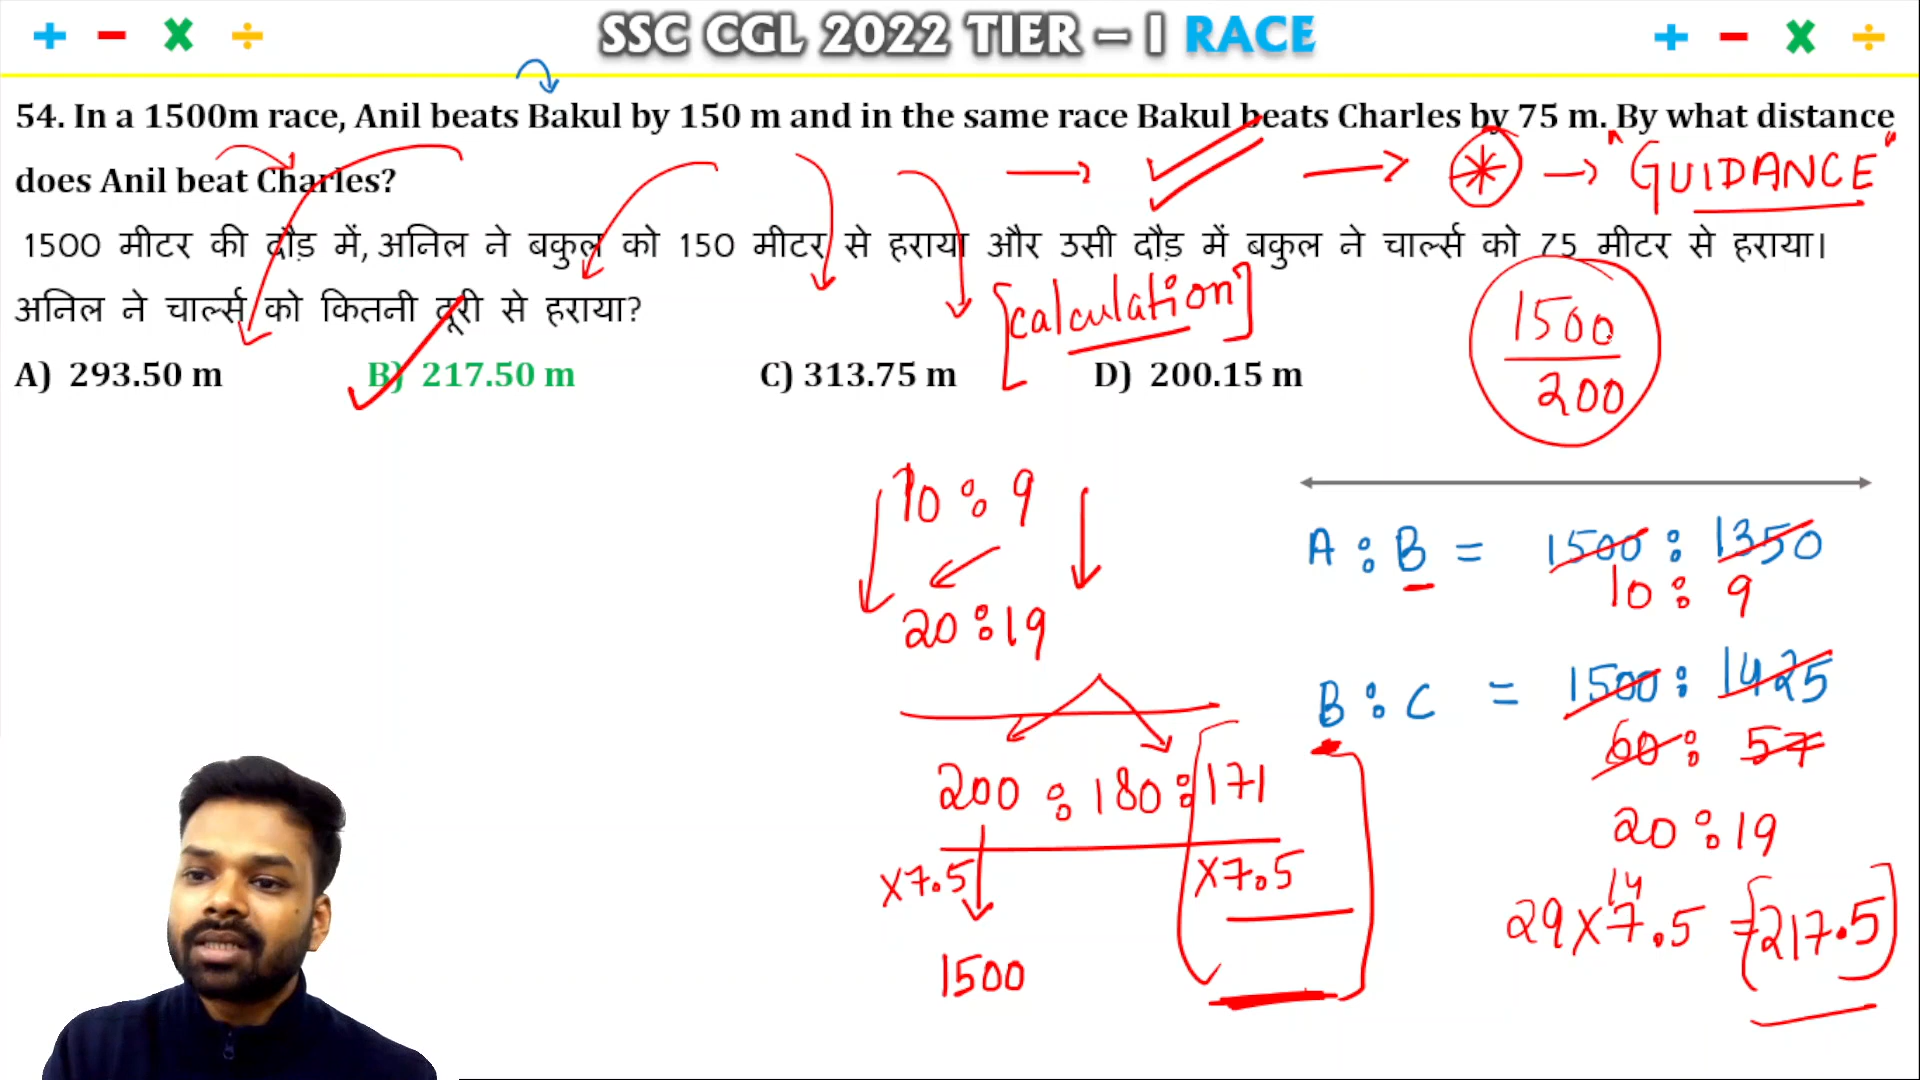 SSC CGL 2022 TIER – I RACE
54. In a 1500m race, Anil beats Bakul by 150 m and in the same race Bakul beats Charles by 75 m. By what distance
does Anil beat Charles?
1500 मीटर की दौड़ में, अनिल ने बकुल को 150 मीटर से हराया और उसी दौड़ में बकुल ने चार्ल्स को 75 मीटर से हराया।
अनिल ने चार्ल्स को कितनी दूरी से हराया?
A) 293.50 m B) 217.50 m C) 313.75 m D) 200.15 m
"GUIDANCE"
[calculation]
1500
200
10 : 9
20 : 19
200 : 180 : 171
×7.5 ×7.5
1500
A : B = 1500 : 1350
10 : 9
B : C = 1500 : 1425
60 : 57
20 : 19
14
29×7.5 = 217.5